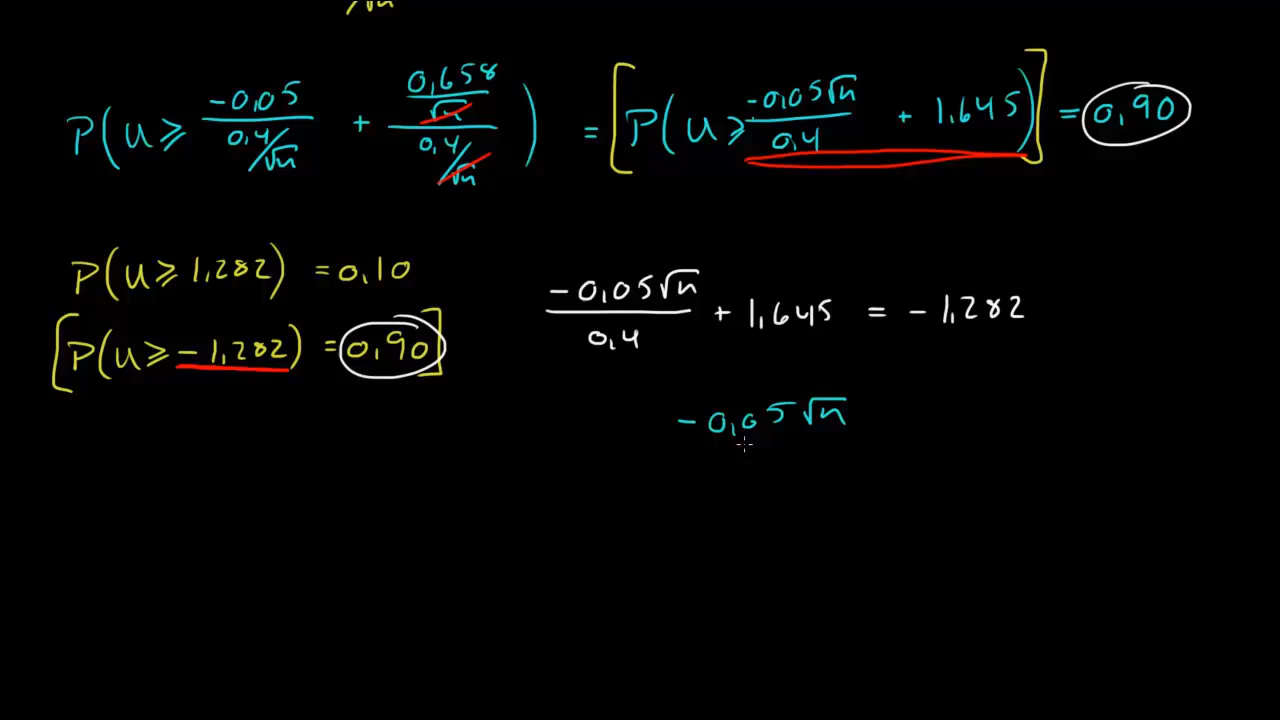 √n
P(U ≥ -0,05 / (0,4/√n) + (0,658/√n) / (0,4/√n)) = [P(U ≥ -0,05√n / 0,4 + 1,645)] = 0,90
P(U ≥ 1,282) = 0,10
[P(U ≥ -1,282) = 0,90]
-0,05√n / 0,4 + 1,645 = -1,282
-0,05√n